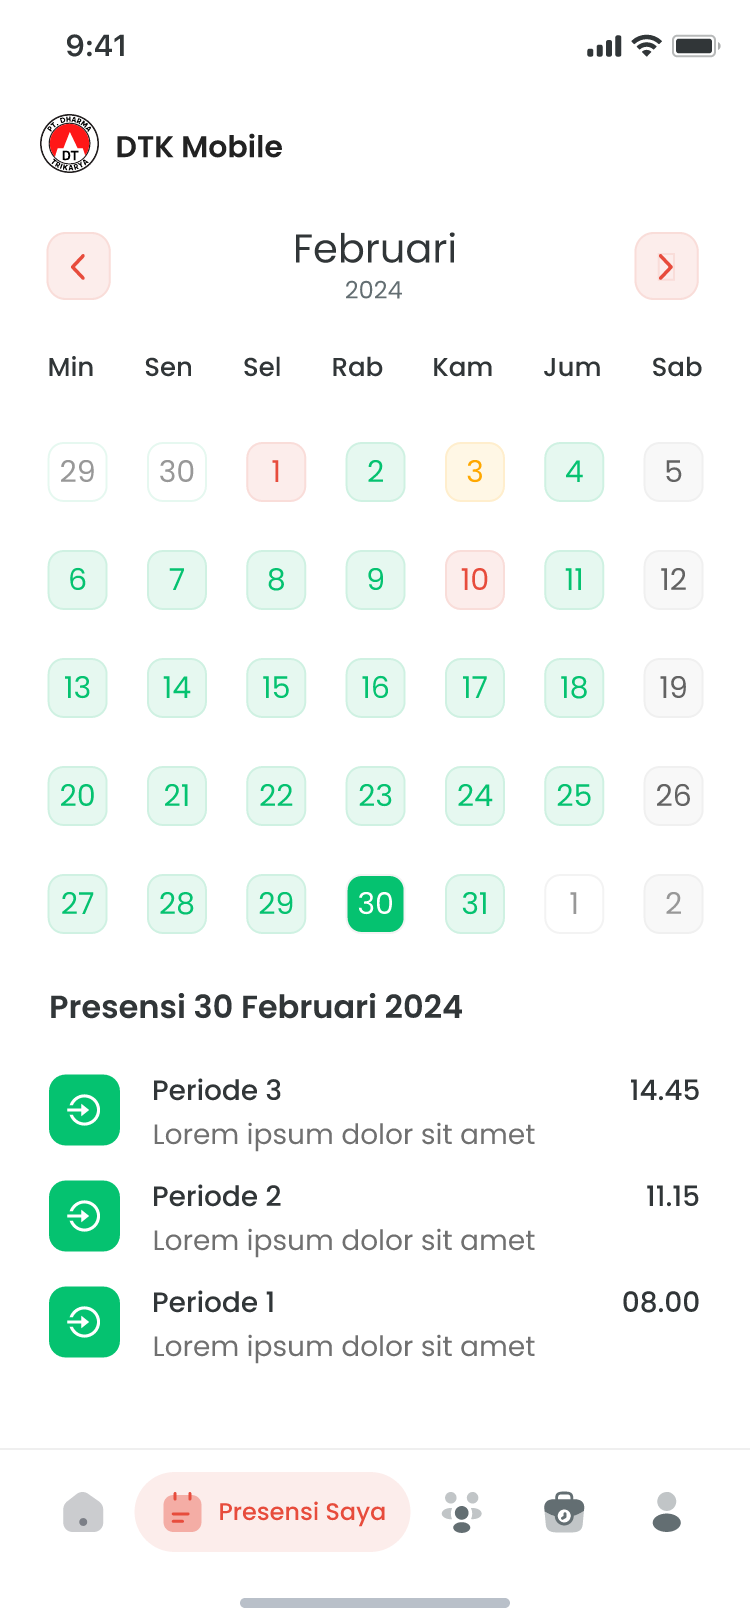 9:41
PT. DHARMA
DT
TRIKARYA
DTK Mobile
Februari
2024
Min Sen Sel Rab Kam Jum Sab
29 30 1 2 3 4 5
6 7 8 9 10 11 12
13 14 15 16 17 18 19
20 21 22 23 24 25 26
27 28 29 30 31 1 2
Presensi 30 Februari 2024
Periode 3 14.45
Lorem ipsum dolor sit amet
Periode 2 11.15
Lorem ipsum dolor sit amet
Periode 1 08.00
Lorem ipsum dolor sit amet
Presensi Saya